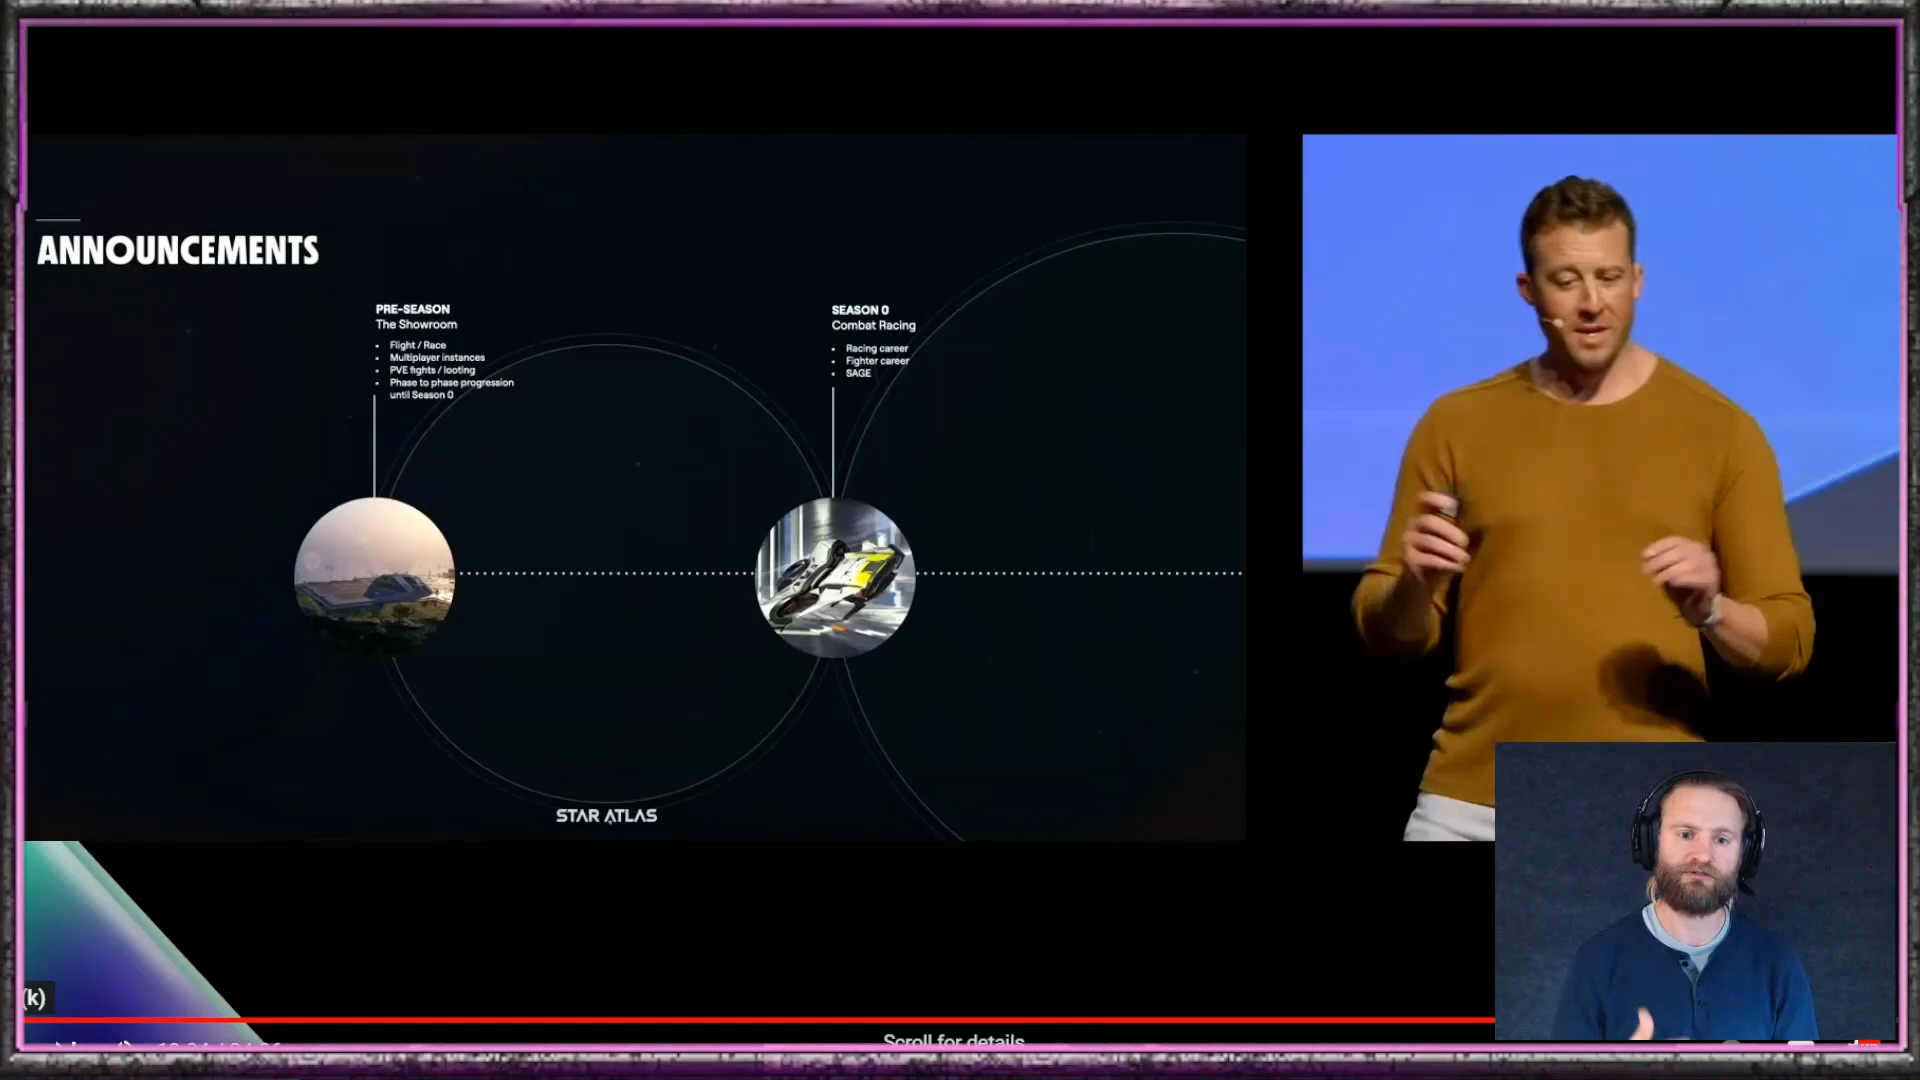 ANNOUNCEMENTS
PRE-SEASON
The Showroom
• Flight / Race
• Multiplayer instances
• PVE fights / looting
• Phase to phase progression
until Season 0
SEASON 0
Combat Racing
• Racing career
• Fighter career
• SAGE
STAR ATLAS
(k)
Scroll for details